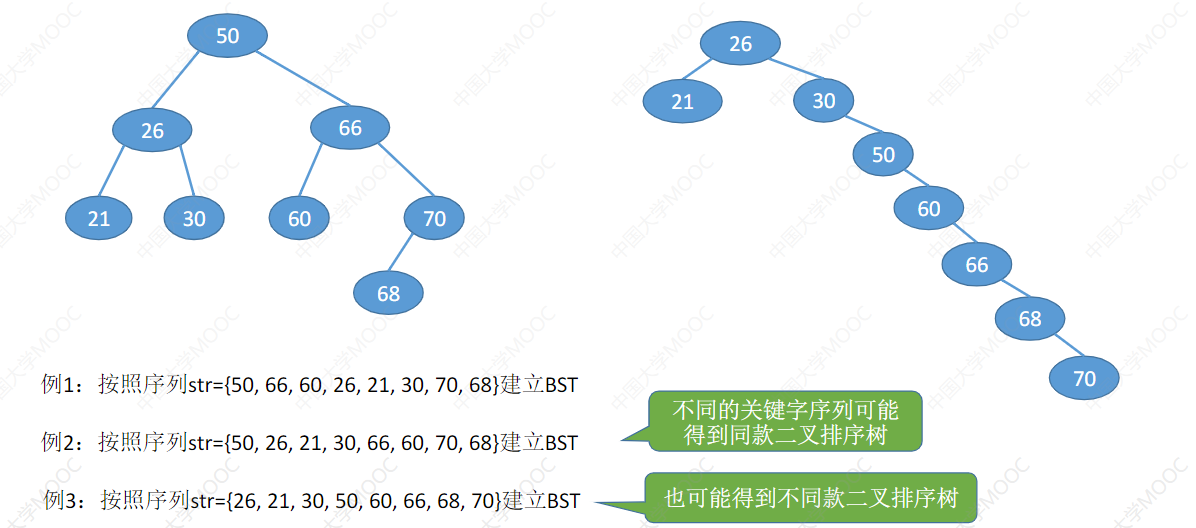 50
26
66
21
30
60
70
68
26
21
30
50
60
66
68
70
例1：按照序列str={50, 66, 60, 26, 21, 30, 70, 68}建立BST
例2：按照序列str={50, 26, 21, 30, 66, 60, 70, 68}建立BST
不同的关键字序列可能
得到同款二叉排序树
例3：按照序列str={26, 21, 30, 50, 60, 66, 68, 70}建立BST
也可能得到不同款二叉排序树
中国大学MOOC